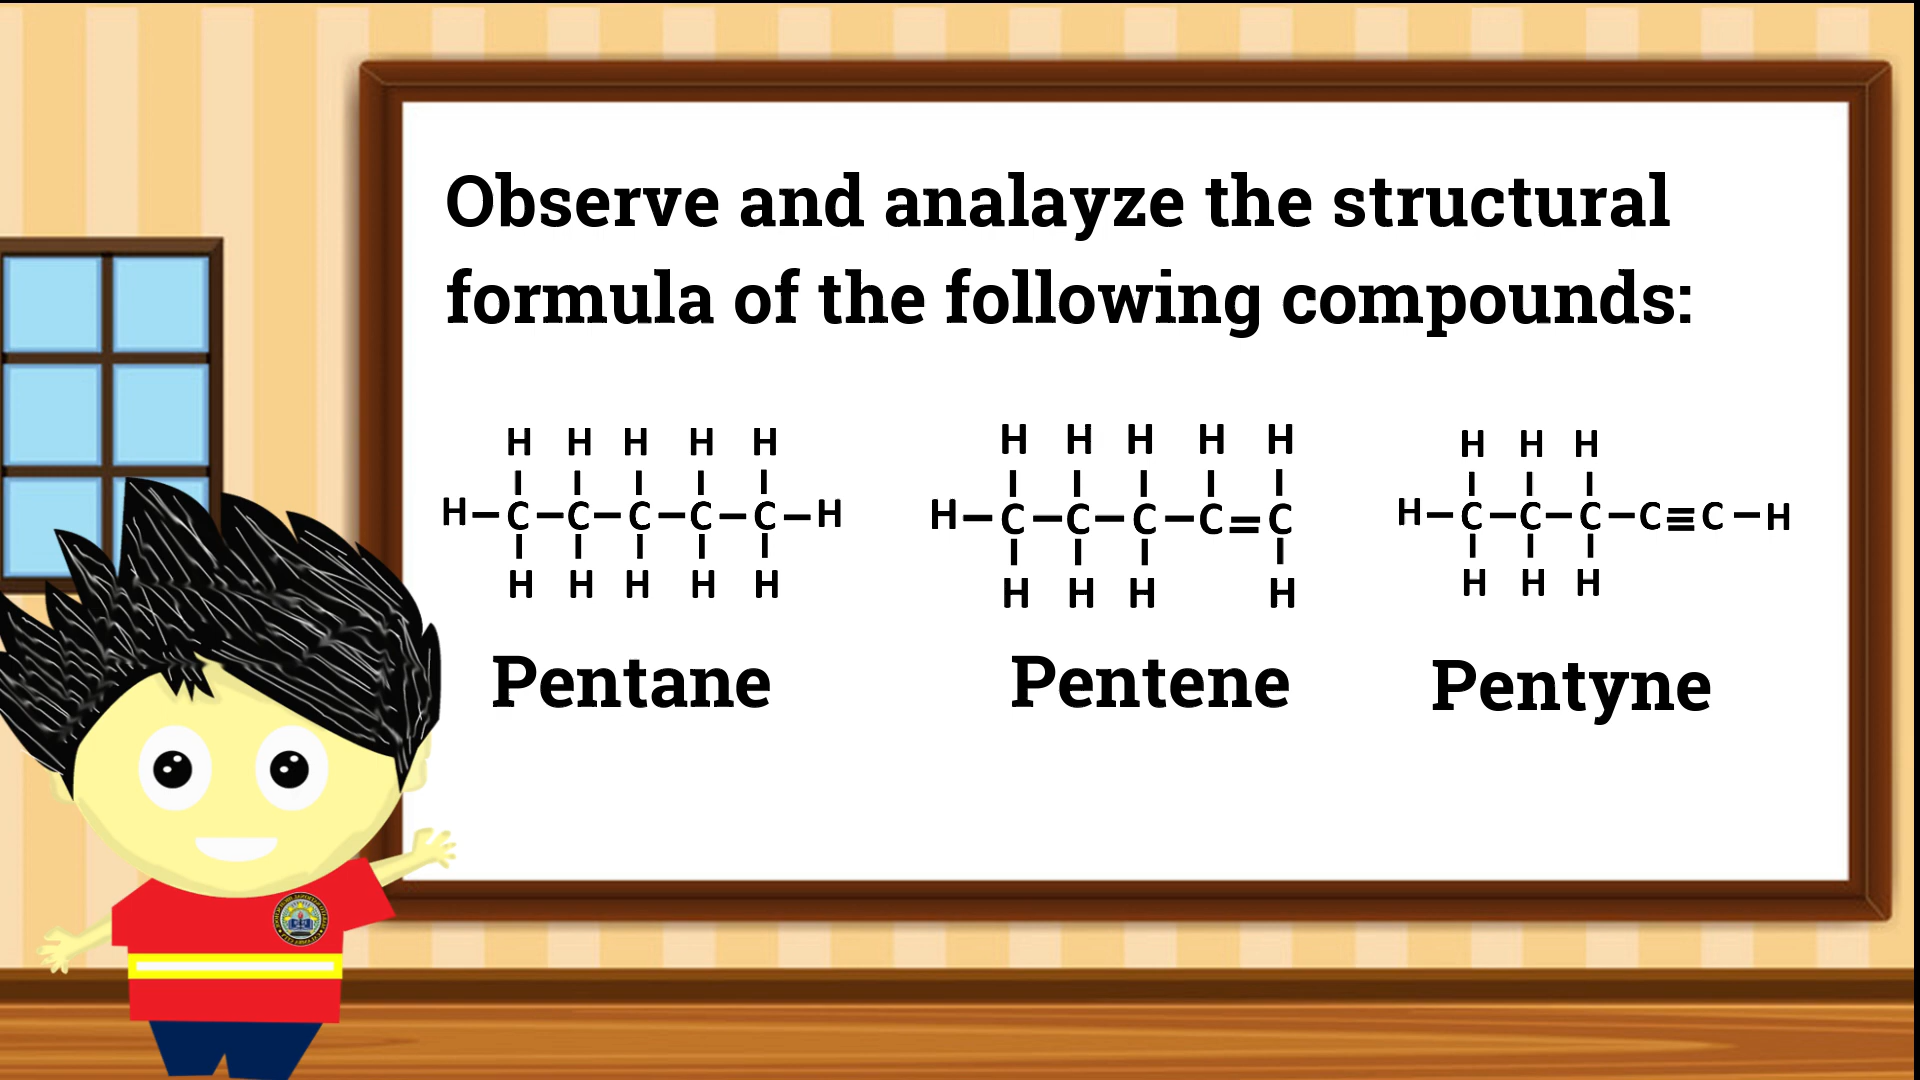 Observe and analayze the structural
formula of the following compounds:
H H H H H
H–C–C–C–C–C–H
H H H H H
Pentane
H H H H H
H–C–C–C–C=C
H H H H
Pentene
H H H
H–C–C–C–C≡C–H
H H H
Pentyne